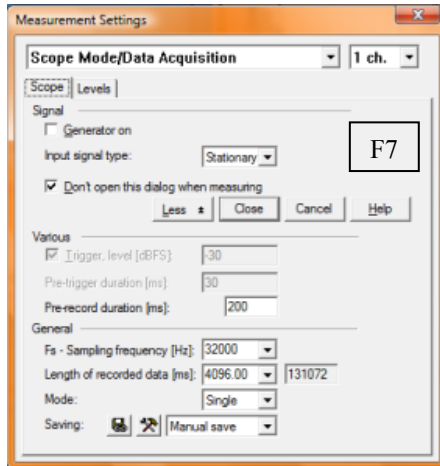 Measurement Settings
Scope Mode/Data Acquisition 1 ch.
Scope Levels
Signal
Generator on
F7
Input signal type: Stationary
Don't open this dialog when measuring
Less ± Close Cancel Help
Various
Trigger, level [dBFS]: -30
Pre-trigger duration [ms]: 30
Pre-record duration [ms]: 200
General
Fs - Sampling frequency [Hz]: 32000
Length of recorded data [ms]: 4096.00 131072
Mode: Single
Saving: Manual save